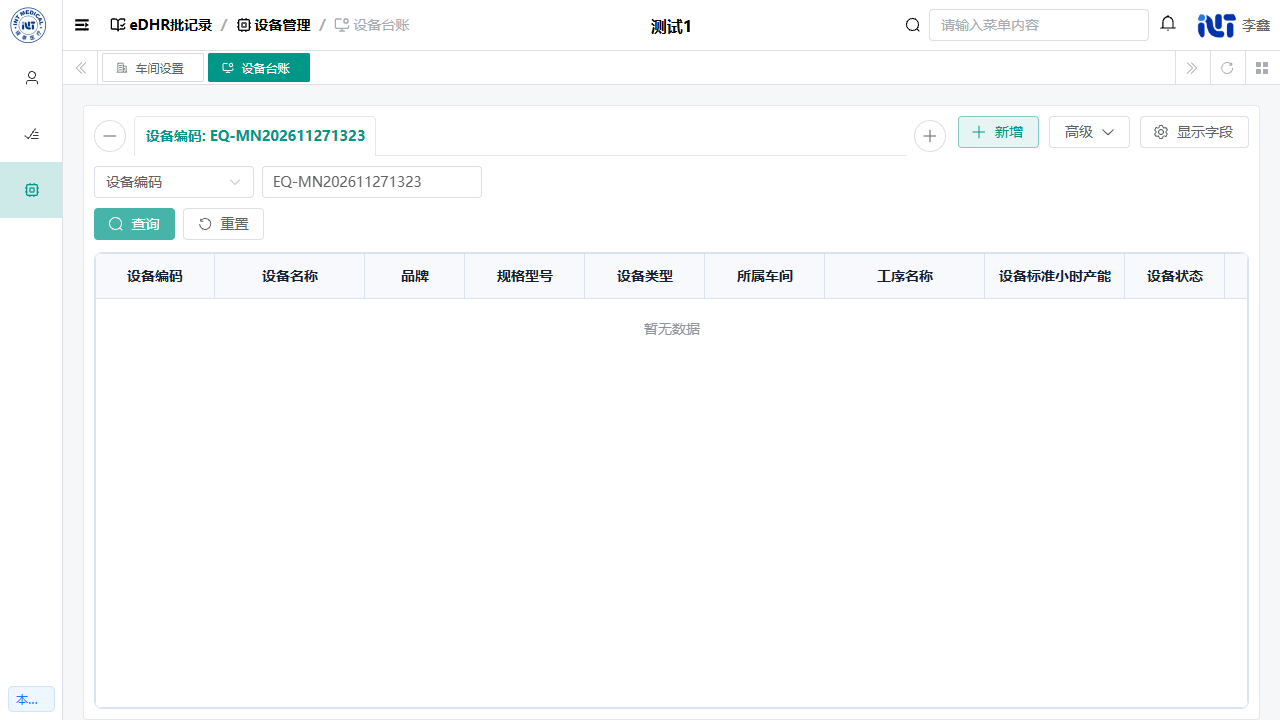 eDHR批记录 / 设备管理 / 设备台账
测试1
请输入菜单内容
INT 李鑫
车间设置
设备台账
设备编码: EQ-MN202611271323
新增
高级
显示字段
设备编码
EQ-MN202611271323
查询
重置
设备编码 设备名称 品牌 规格型号 设备类型 所属车间 工序名称 设备标准小时产能 设备状态
暂无数据
本...
INT MEDICAL